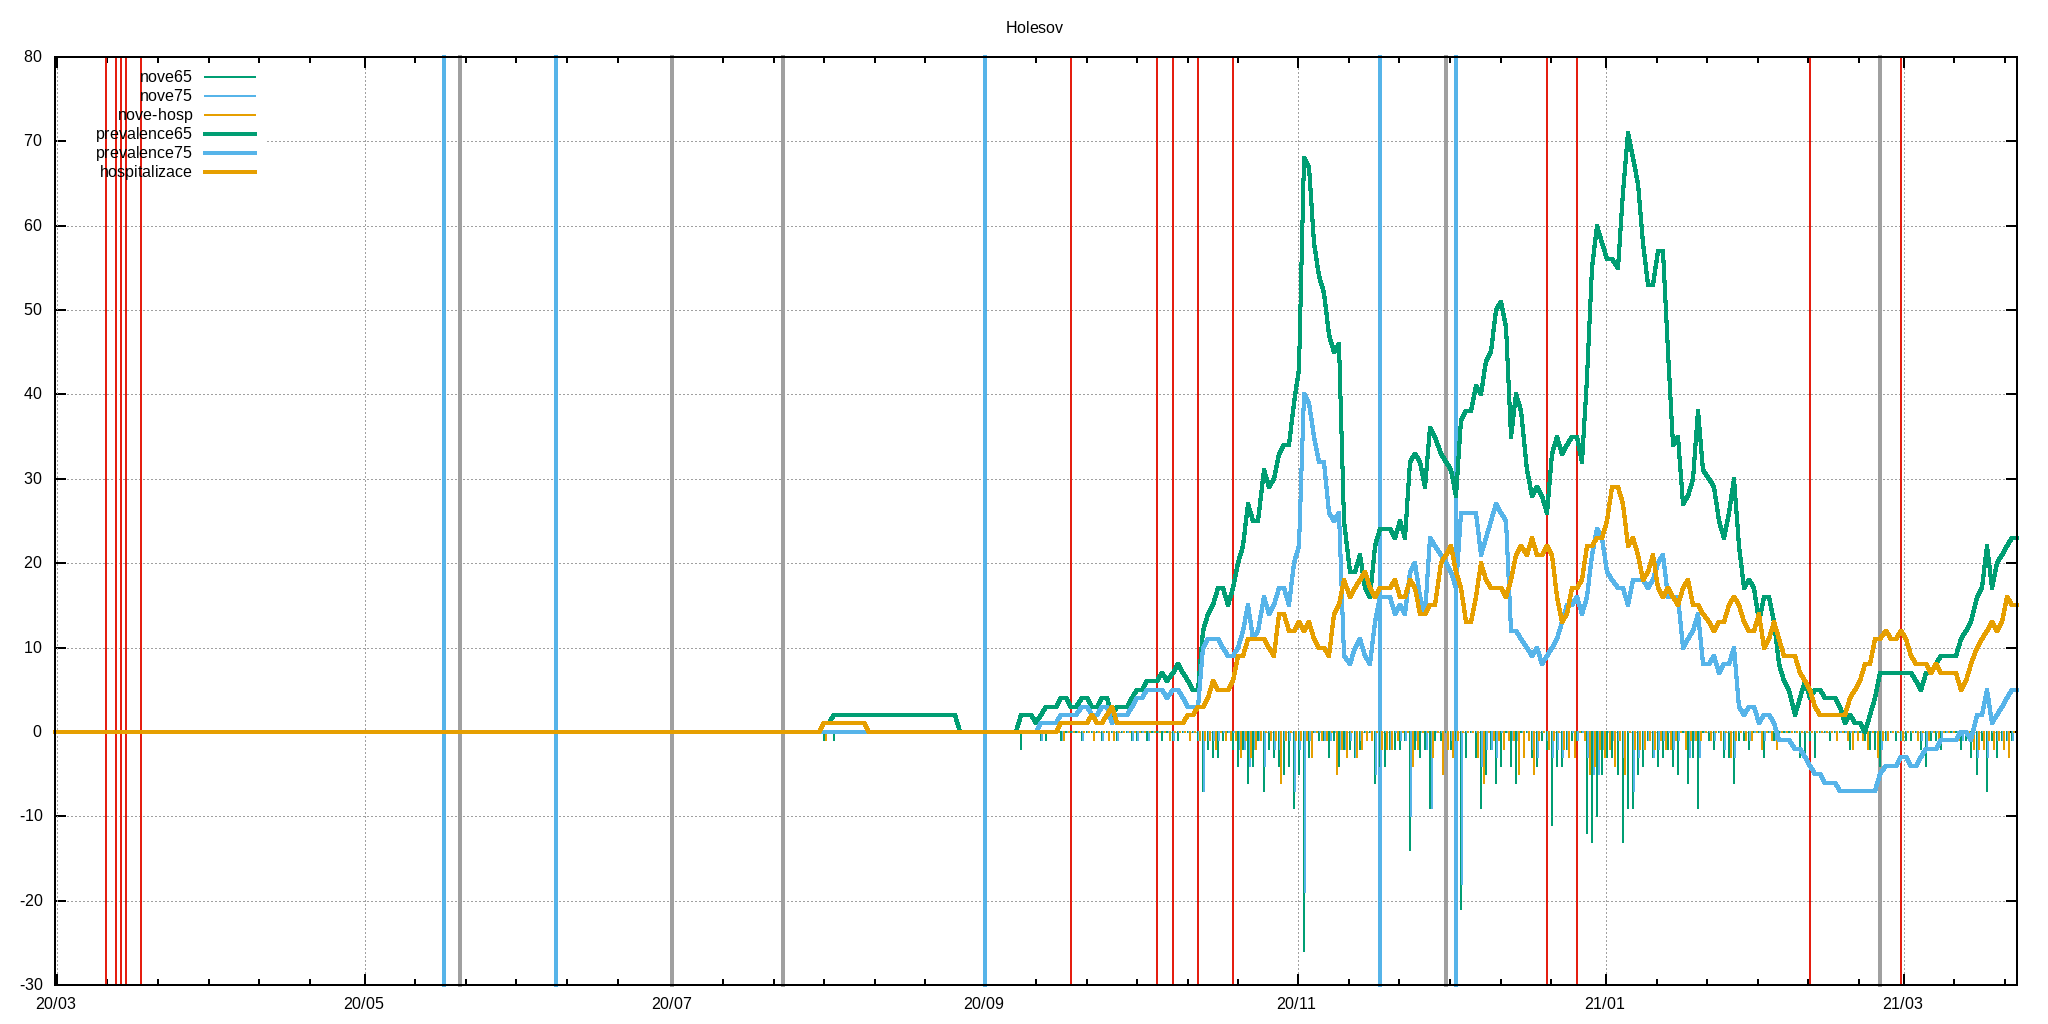 Holesov
80
70
60
50
40
30
20
10
0
-10
-20
-30
nove65
nove75
nove-hosp
prevalence65
prevalence75
hospitalizace
20/03 20/05 20/07 20/09 20/11 21/01 21/03